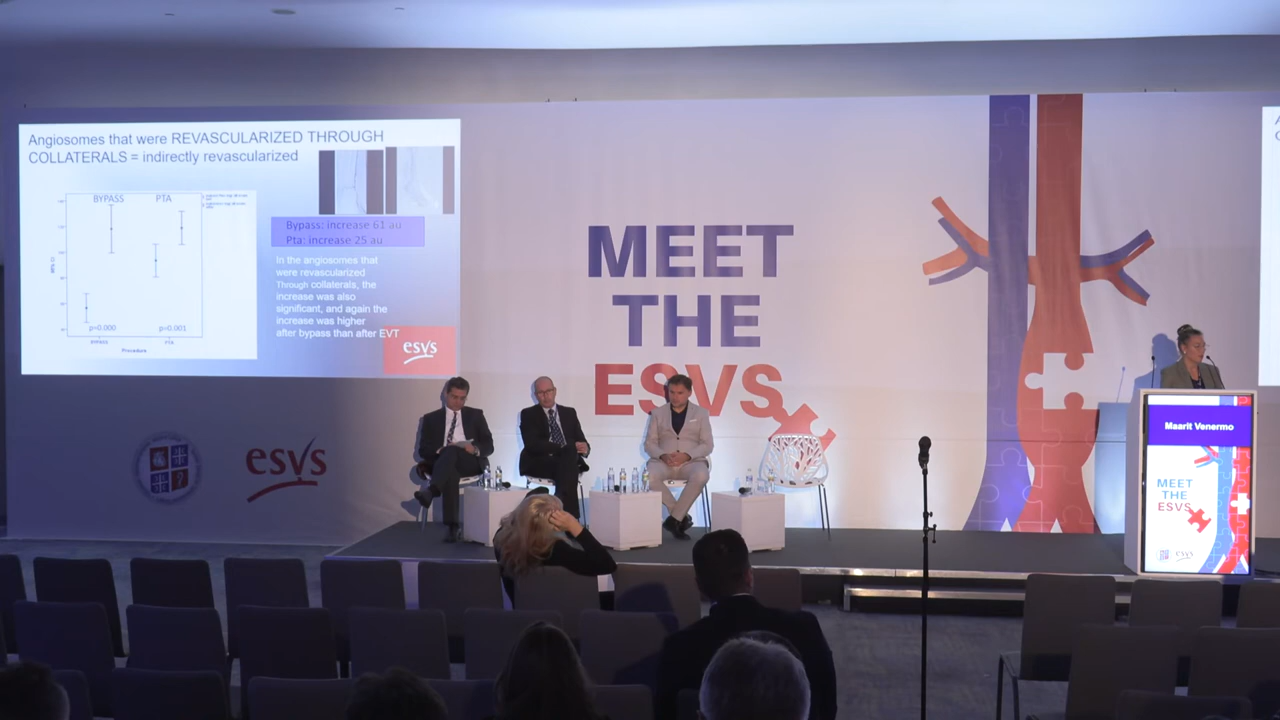 Angiosomes that were REVASCULARIZED THROUGH
COLLATERALS = indirectly revascularized
BYPASS
PTA
p=0.000
p=0.001
PTA
Procedure
Bypass: increase 61 au
Pta: increase 25 au
In the angiosomes that
were revascularized
Through collaterals, the
increase was also
significant, and again the
increase was higher
after bypass than after EVT
esvs
esvs
MEET
THE
ESVS
Maarit Venermo
MEET
THE
ESVS
esvs